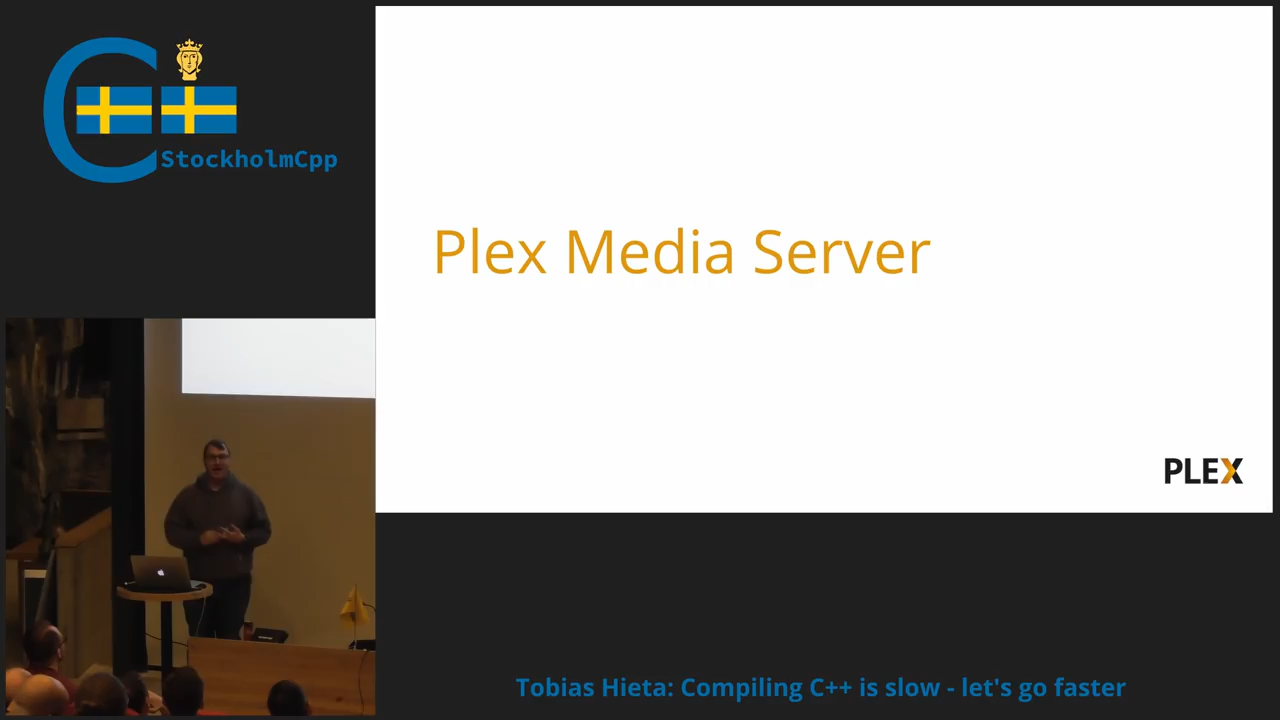 StockholmCpp
Plex Media Server
PLEX
Tobias Hieta: Compiling C++ is slow - let's go faster